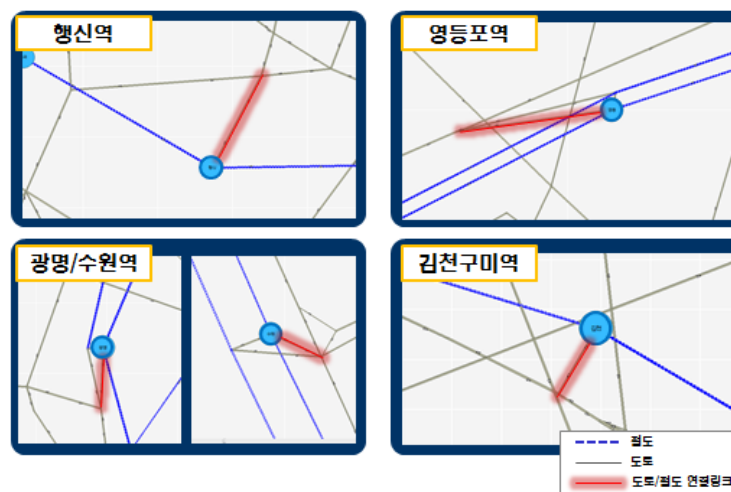 행신역
영등포역
광명/수원역
김천구미역
철도
도로
도로/철도 연결링크